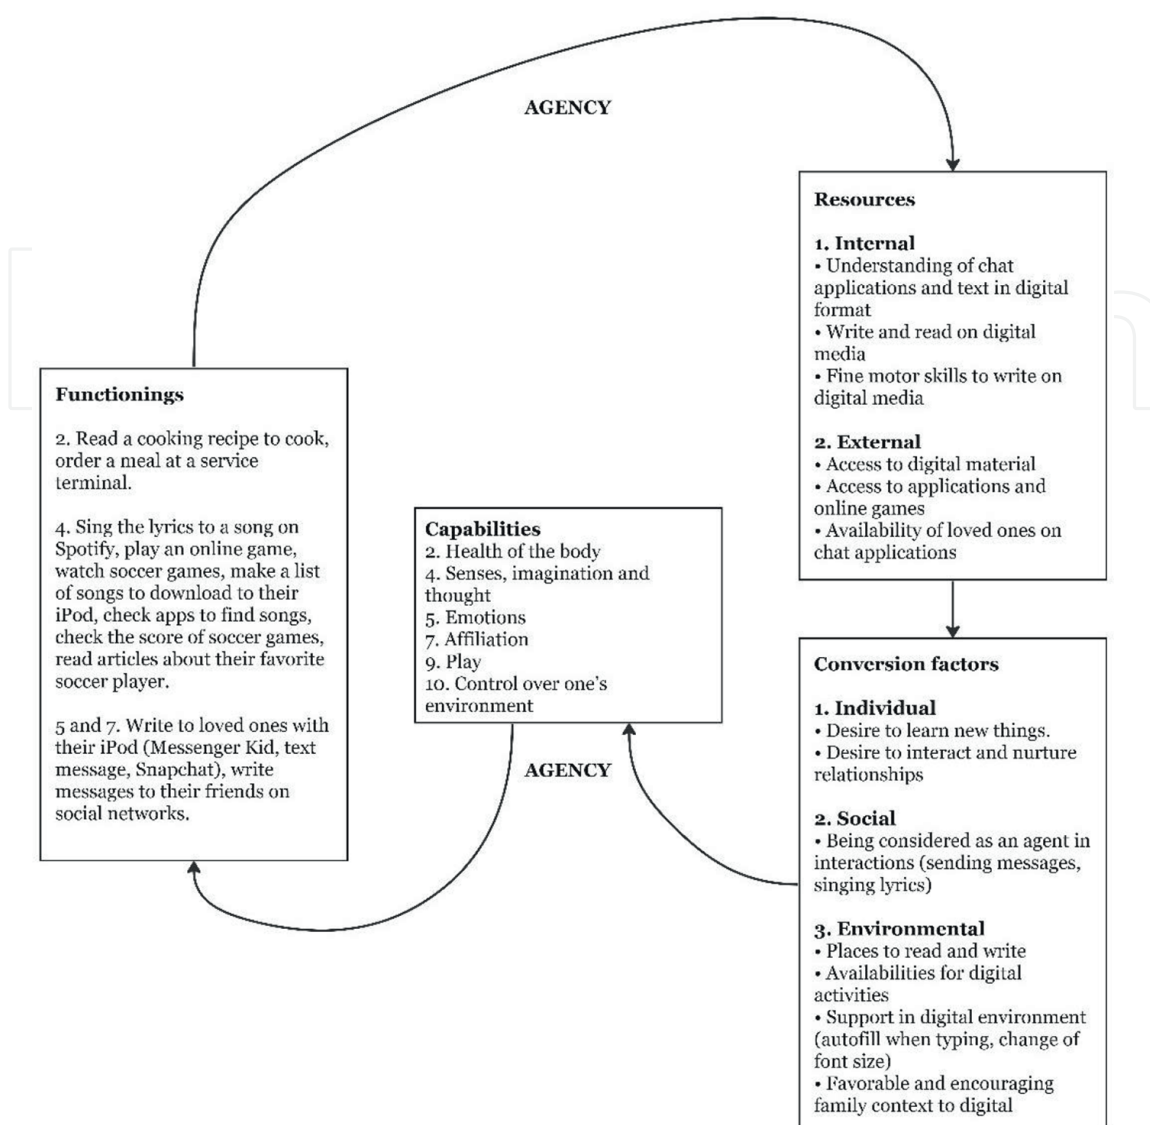 AGENCY
Resources
1. Internal
• Understanding of chat
applications and text in digital
format
• Write and read on digital
media
• Fine motor skills to write on
digital media
2. External
• Access to digital material
• Access to applications and
online games
• Availability of loved ones on
chat applications
Functionings
2. Read a cooking recipe to cook,
order a meal at a service
terminal.
4. Sing the lyrics to a song on
Spotify, play an online game,
watch soccer games, make a list
of songs to download to their
iPod, check apps to find songs,
check the score of soccer games,
read articles about their favorite
soccer player.
5 and 7. Write to loved ones with
their iPod (Messenger Kid, text
message, Snapchat), write
messages to their friends on
social networks.
Capabilities
2. Health of the body
4. Senses, imagination and
thought
5. Emotions
7. Affiliation
9. Play
10. Control over one's
environment
AGENCY
Conversion factors
1. Individual
• Desire to learn new things.
• Desire to interact and nurture
relationships
2. Social
• Being considered as an agent in
interactions (sending messages,
singing lyrics)
3. Environmental
• Places to read and write
• Availabilities for digital
activities
• Support in digital environment
(autofill when typing, change of
font size)
• Favorable and encouraging
family context to digital